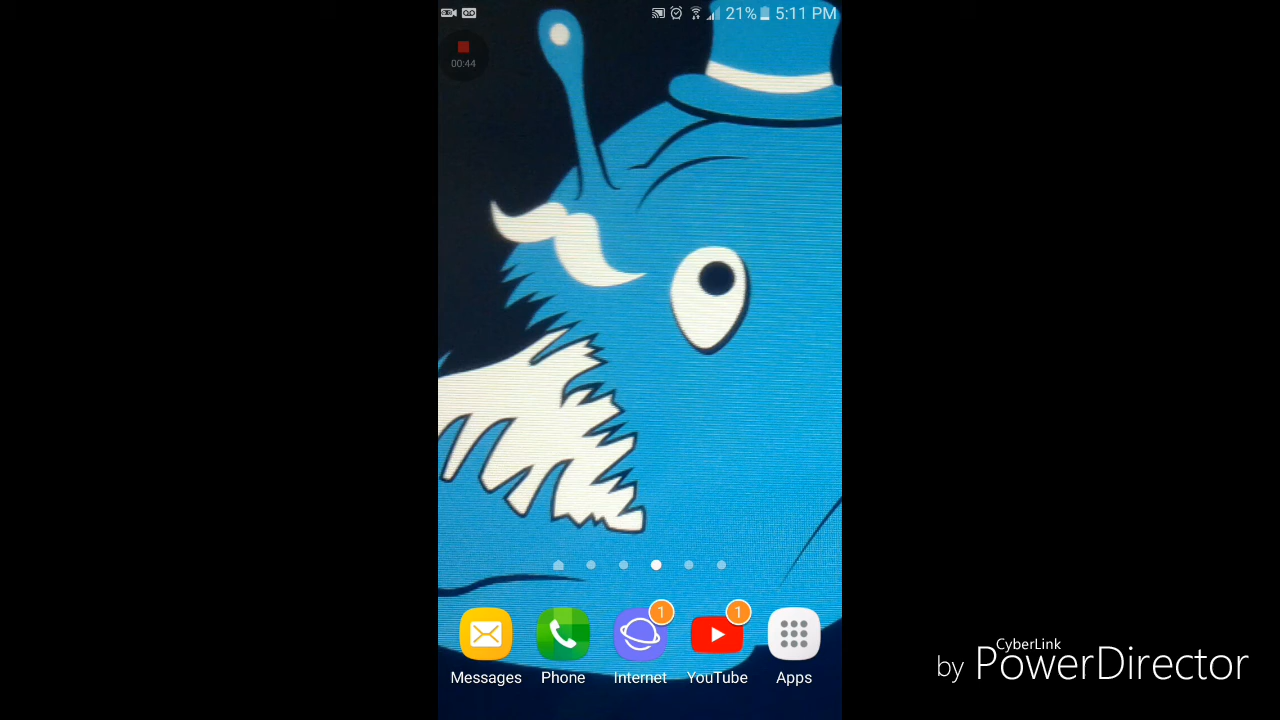 21% 5:11 PM
00:44
1 1
Messages Phone Internet YouTube Apps
CyberLink
by PowerDirector